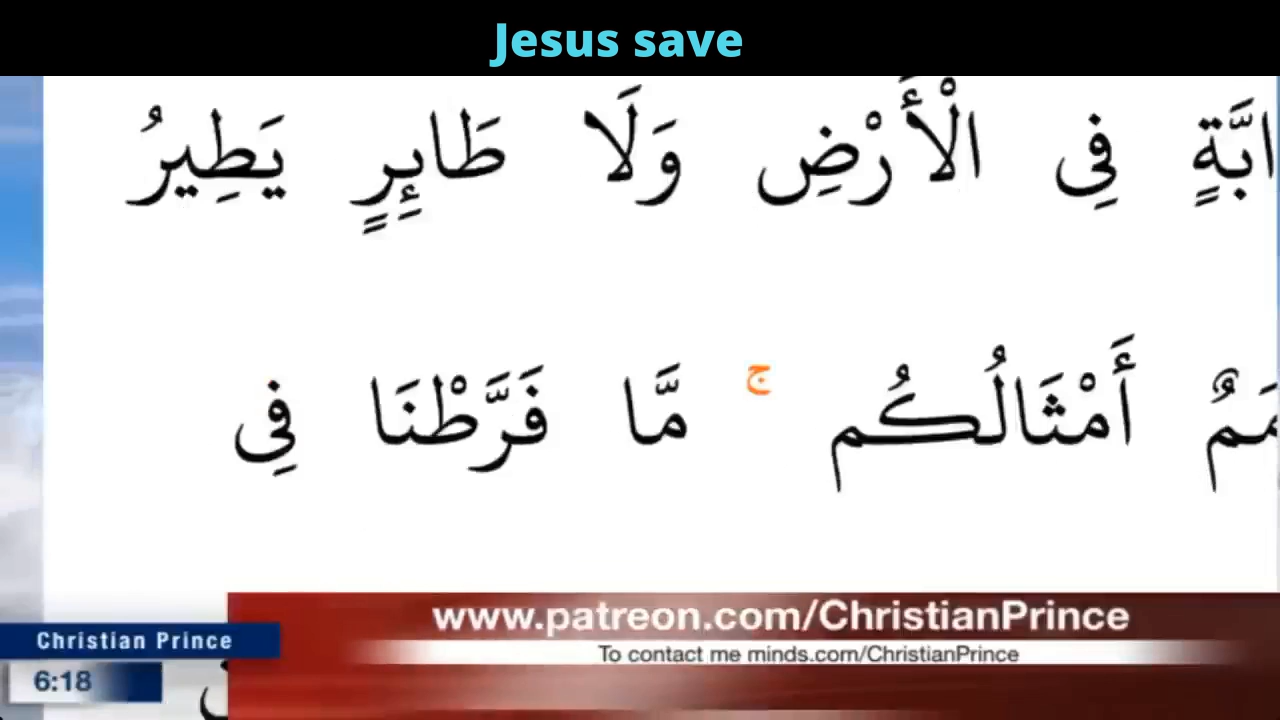 Jesus save
فِى الْأَرْضِ وَلَا طَائِرٍ يَطِيرُ
أَمْثَالُكُم ۚ مَّا فَرَّطْنَا فِى
www.patreon.com/ChristianPrince
To contact me minds.com/ChristianPrince
Christian Prince
6:18